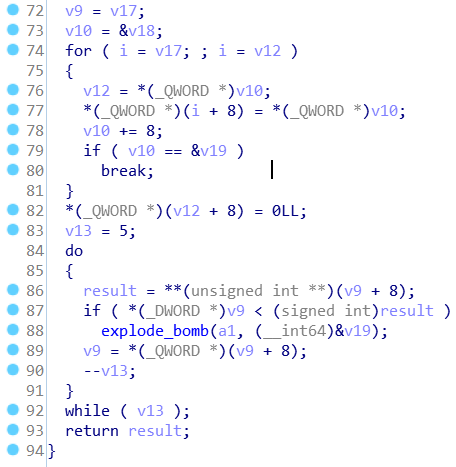 72 v9 = v17;
73 v10 = &v18;
74 for ( i = v17; ; i = v12 )
75 {
76 v12 = *(_QWORD *)v10;
77 *(_QWORD *)(i + 8) = *(_QWORD *)v10;
78 v10 += 8;
79 if ( v10 == &v19 )
80 break;
81 }
82 *(_QWORD *)(v12 + 8) = 0LL;
83 v13 = 5;
84 do
85 {
86 result = **(unsigned int **)(v9 + 8);
87 if ( *(_DWORD *)v9 < (signed int)result )
88 explode_bomb(a1, (__int64)&v19);
89 v9 = *(_QWORD *)(v9 + 8);
90 --v13;
91 }
92 while ( v13 );
93 return result;
94 }